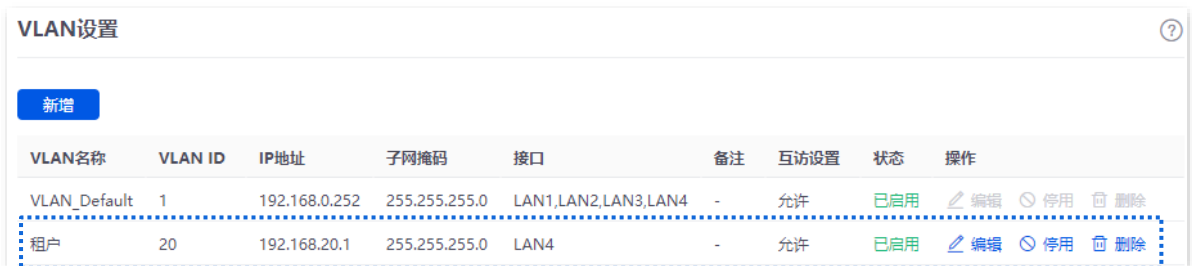 VLAN设置
?
新增
VLAN名称 VLAN ID IP地址 子网掩码 接口 备注 互访设置 状态 操作
VLAN_Default 1 192.168.0.252 255.255.255.0 LAN1,LAN2,LAN3,LAN4 - 允许 已启用 编辑 停用 删除
租户 20 192.168.20.1 255.255.255.0 LAN4 - 允许 已启用 编辑 停用 删除